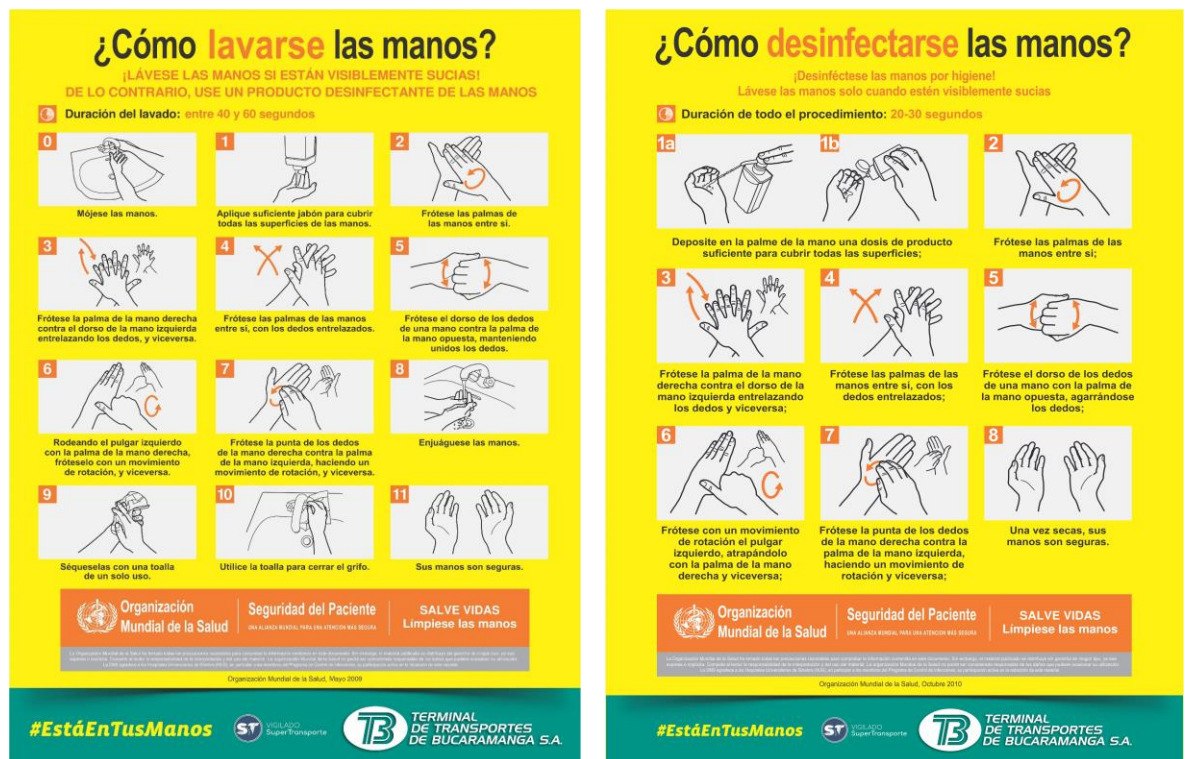 ¿Cómo lavarse las manos?
¡LÁVESE LAS MANOS SI ESTÁN VISIBLEMENTE SUCIAS!
DE LO CONTRARIO, USE UN PRODUCTO DESINFECTANTE DE LAS MANOS
Duración del lavado: entre 40 y 60 segundos
0
Mójese las manos.
1
Aplique suficiente jabón para cubrir
todas las superficies de las manos.
2
Frótese las palmas de
las manos entre si.
3
Frótese la palma de la mano derecha
contra el dorso de la mano izquierda
entrelazando los dedos, y viceversa.
4
Frótese las palmas de las manos
entre si, con los dedos entrelazados.
5
Frótese el dorso de los dedos
de una mano contra la palma de
la mano opuesta, manteniendo
unidos los dedos.
6
Rodeando el pulgar izquierdo
con la palma de la mano derecha,
fróteselo con un movimiento
de rotación, y viceversa.
7
Frótese la punta de los dedos
de la mano derecha contra la palma
de la mano izquierda, haciendo un
movimiento de rotación, y viceversa.
8
Enjuáguese las manos.
9
Séqueselas con una toalla
de un solo uso.
10
Utilice la toalla para cerrar el grifo.
11
Sus manos son seguras.
Organización
Mundial de la Salud
Seguridad del Paciente
UNA ALIANZA MUNDIAL PARA UNA ATENCIÓN MÁS SEGURA
SALVE VIDAS
Límpiese las manos
Organización Mundial de la Salud, Mayo 2009
#EstáEnTusManos
ST
VIGILADO
SuperTransporte
TB
TERMINAL
DE TRANSPORTES
DE BUCARAMANGA S.A.
¿Cómo desinfectarse las manos?
¡Desinféctese las manos por higiene!
Lávese las manos solo cuando estén visiblemente sucias
Duración de todo el procedimiento: 20-30 segundos
1a
1b
Deposite en la palme de la mano una dosis de producto
suficiente para cubrir todas las superficies;
2
Frótese las palmas de las
manos entre si;
3
Frótese la palma de la mano
derecha contra el dorso de la
mano izquierda entrelazando
los dedos y viceversa;
4
Frótese las palmas de las
manos entre si, con los
dedos entrelazados;
5
Frótese el dorso de los dedos
de una mano con la palma de
la mano opuesta, agarrándose
los dedos;
6
Frótese con un movimiento
de rotación el pulgar
izquierdo, atrapándolo
con la palma de la mano
derecha y viceversa;
7
Frótese la punta de los dedos
de la mano derecha contra la
palma de la mano izquierda,
haciendo un movimiento de
rotación y viceversa;
8
Una vez secas, sus
manos son seguras.
Organización
Mundial de la Salud
Seguridad del Paciente
UNA ALIANZA MUNDIAL PARA UNA ATENCIÓN MÁS SEGURA
SALVE VIDAS
Límpiese las manos
Organización Mundial de la Salud, Octubre 2010
#EstáEnTusManos
ST
VIGILADO
SuperTransporte
TB
TERMINAL
DE TRANSPORTES
DE BUCARAMANGA S.A.